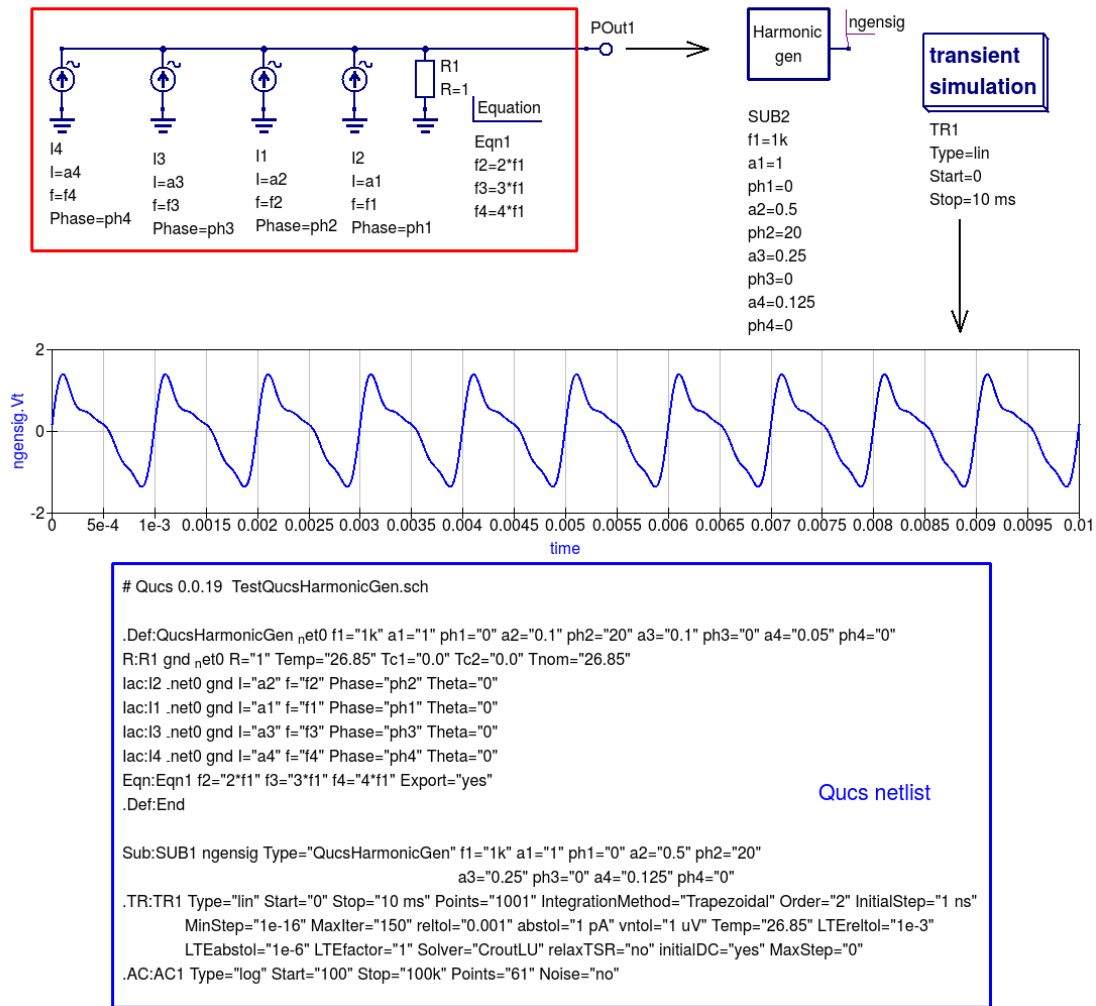 POut1
R1
R=1
Equation
Eqn1
f2=2*f1
f3=3*f1
f4=4*f1
I4
I=a4
f=f4
Phase=ph4
I3
I=a3
f=f3
Phase=ph3
I1
I=a2
f=f2
Phase=ph2
I2
I=a1
f=f1
Phase=ph1
Harmonic
gen
ngensig
SUB2
f1=1k
a1=1
ph1=0
a2=0.5
ph2=20
a3=0.25
ph3=0
a4=0.125
ph4=0
transient
simulation
TR1
Type=lin
Start=0
Stop=10 ms
ngensig.Vt
2
0
-2
0 5e-4 1e-3 0.0015 0.002 0.0025 0.003 0.0035 0.004 0.0045 0.005 0.0055 0.006 0.0065 0.007 0.0075 0.008 0.0085 0.009 0.0095 0.01
time
# Qucs 0.0.19 TestQucsHarmonicGen.sch
.Def:QucsHarmonicGen net0 f1="1k" a1="1" ph1="0" a2="0.1" ph2="20" a3="0.1" ph3="0" a4="0.05" ph4="0"
R:R1 gnd net0 R="1" Temp="26.85" Tc1="0.0" Tc2="0.0" Tnom="26.85"
Iac:I2 _net0 gnd I="a2" f="f2" Phase="ph2" Theta="0"
Iac:I1 _net0 gnd I="a1" f="f1" Phase="ph1" Theta="0"
Iac:I3 _net0 gnd I="a3" f="f3" Phase="ph3" Theta="0"
Iac:I4 _net0 gnd I="a4" f="f4" Phase="ph4" Theta="0"
Eqn:Eqn1 f2="2*f1" f3="3*f1" f4="4*f1" Export="yes"
.Def:End
Qucs netlist
Sub:SUB1 ngensig Type="QucsHarmonicGen" f1="1k" a1="1" ph1="0" a2="0.5" ph2="20"
a3="0.25" ph3="0" a4="0.125" ph4="0"
.TR:TR1 Type="lin" Start="0" Stop="10 ms" Points="1001" IntegrationMethod="Trapezoidal" Order="2" InitialStep="1 ns"
MinStep="1e-16" MaxIter="150" reltol="0.001" abstol="1 pA" vntol="1 uV" Temp="26.85" LTEreltol="1e-3"
LTEabstol="1e-6" LTEfactor="1" Solver="CroutLU" relaxTSR="no" initialDC="yes" MaxStep="0"
.AC:AC1 Type="log" Start="100" Stop="100k" Points="61" Noise="no"